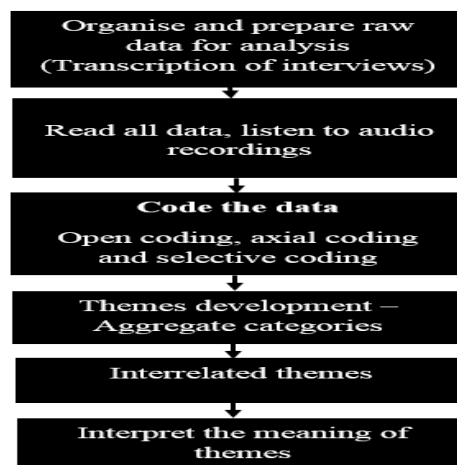 Organise and prepare raw
data for analysis
(Transcription of interviews)
Read all data, listen to audio
recordings
Code the data
Open coding, axial coding
and selective coding
Themes development –
Aggregate categories
Interrelated themes
Interpret the meaning of
themes